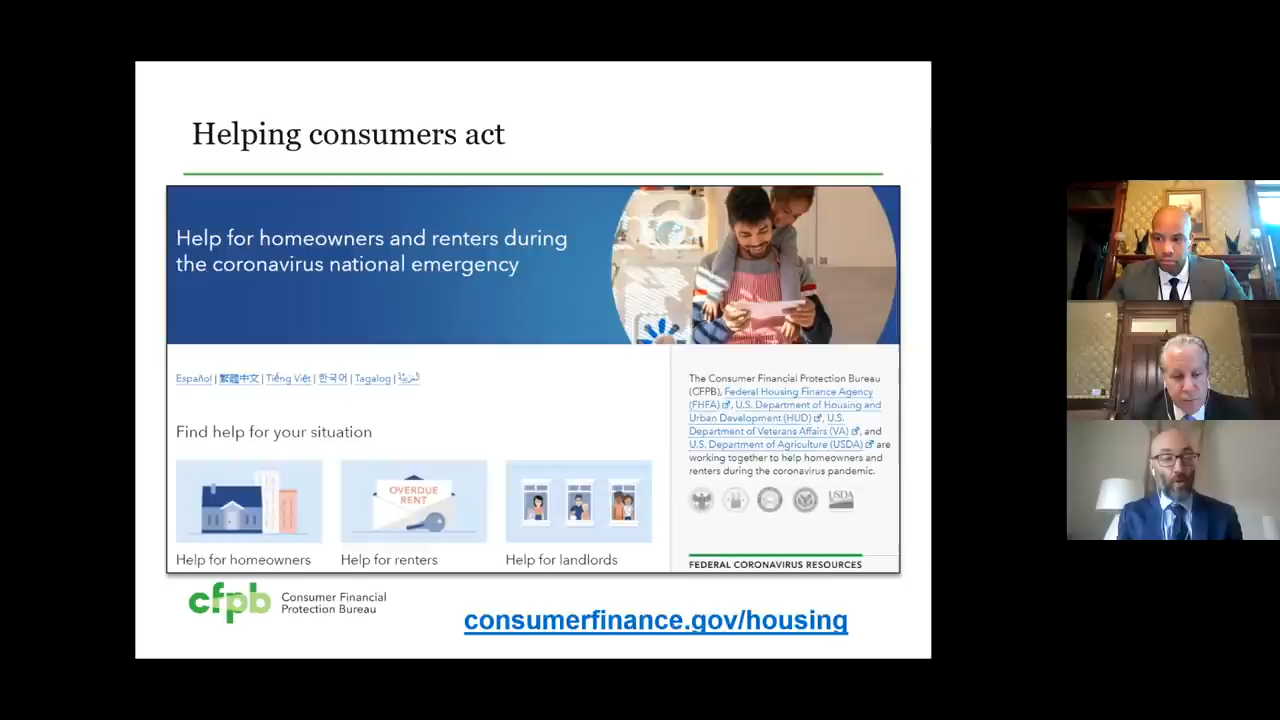 Helping consumers act
Help for homeowners and renters during
the coronavirus national emergency
Español | 繁體中文 | Tiếng Việt | 한국어 | Tagalog | العربية
Find help for your situation
OVERDUE
RENT
Help for homeowners
Help for renters
Help for landlords
The Consumer Financial Protection Bureau
(CFPB), Federal Housing Finance Agency
(FHFA), U.S. Department of Housing and
Urban Development (HUD), U.S.
Department of Veterans Affairs (VA), and
U.S. Department of Agriculture (USDA) are
working together to help homeowners and
renters during the coronavirus pandemic.
USDA
FEDERAL CORONAVIRUS RESOURCES
cfpb Consumer Financial
Protection Bureau
consumerfinance.gov/housing